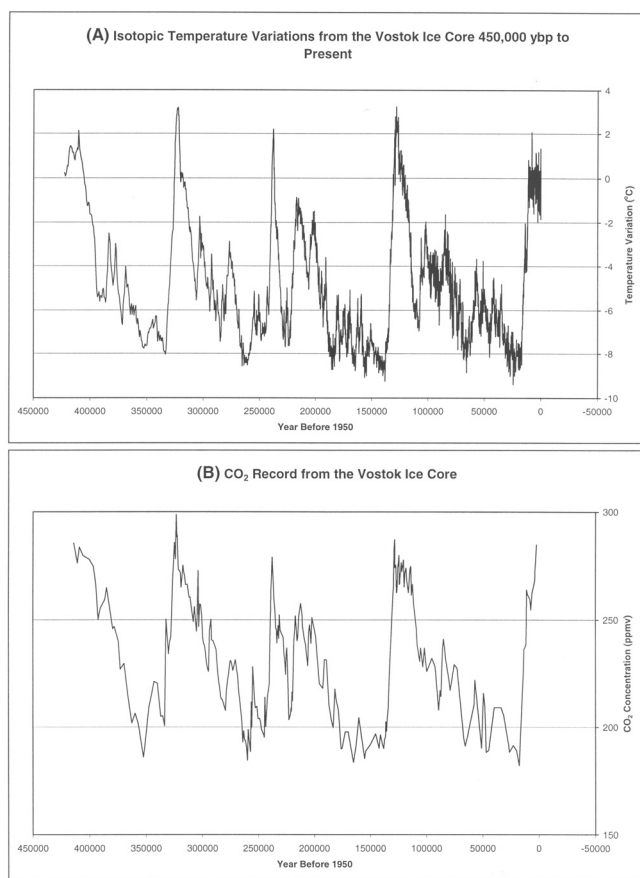 (A) Isotopic Temperature Variations from the Vostok Ice Core 450,000 ybp to
Present
4
2
0
-2
-4
-6
-8
-10
Temperature Variation (°C)
450000 400000 350000 300000 250000 200000 150000 100000 50000 0 -50000
Year Before 1950
(B) CO₂ Record from the Vostok Ice Core
300
250
200
150
CO₂ Concentration (ppmv)
450000 400000 350000 300000 250000 200000 150000 100000 50000 0 -50000
Year Before 1950